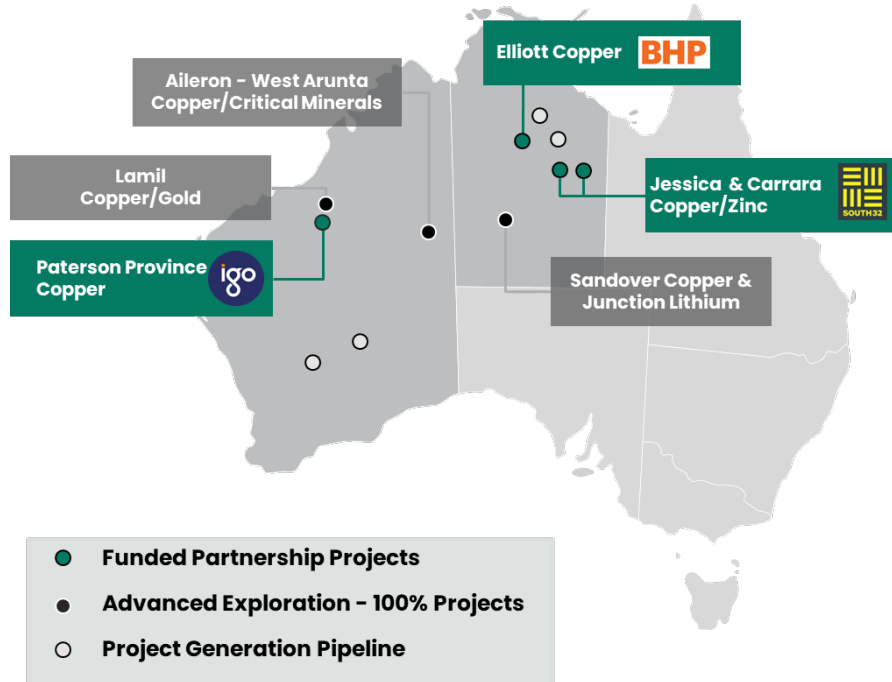 Elliott Copper
BHP
Aileron - West Arunta
Copper/Critical Minerals
Lamil
Copper/Gold
Jessica & Carrara
Copper/Zinc
SOUTH32
Paterson Province
Copper
igo
Sandover Copper &
Junction Lithium
Funded Partnership Projects
Advanced Exploration - 100% Projects
Project Generation Pipeline